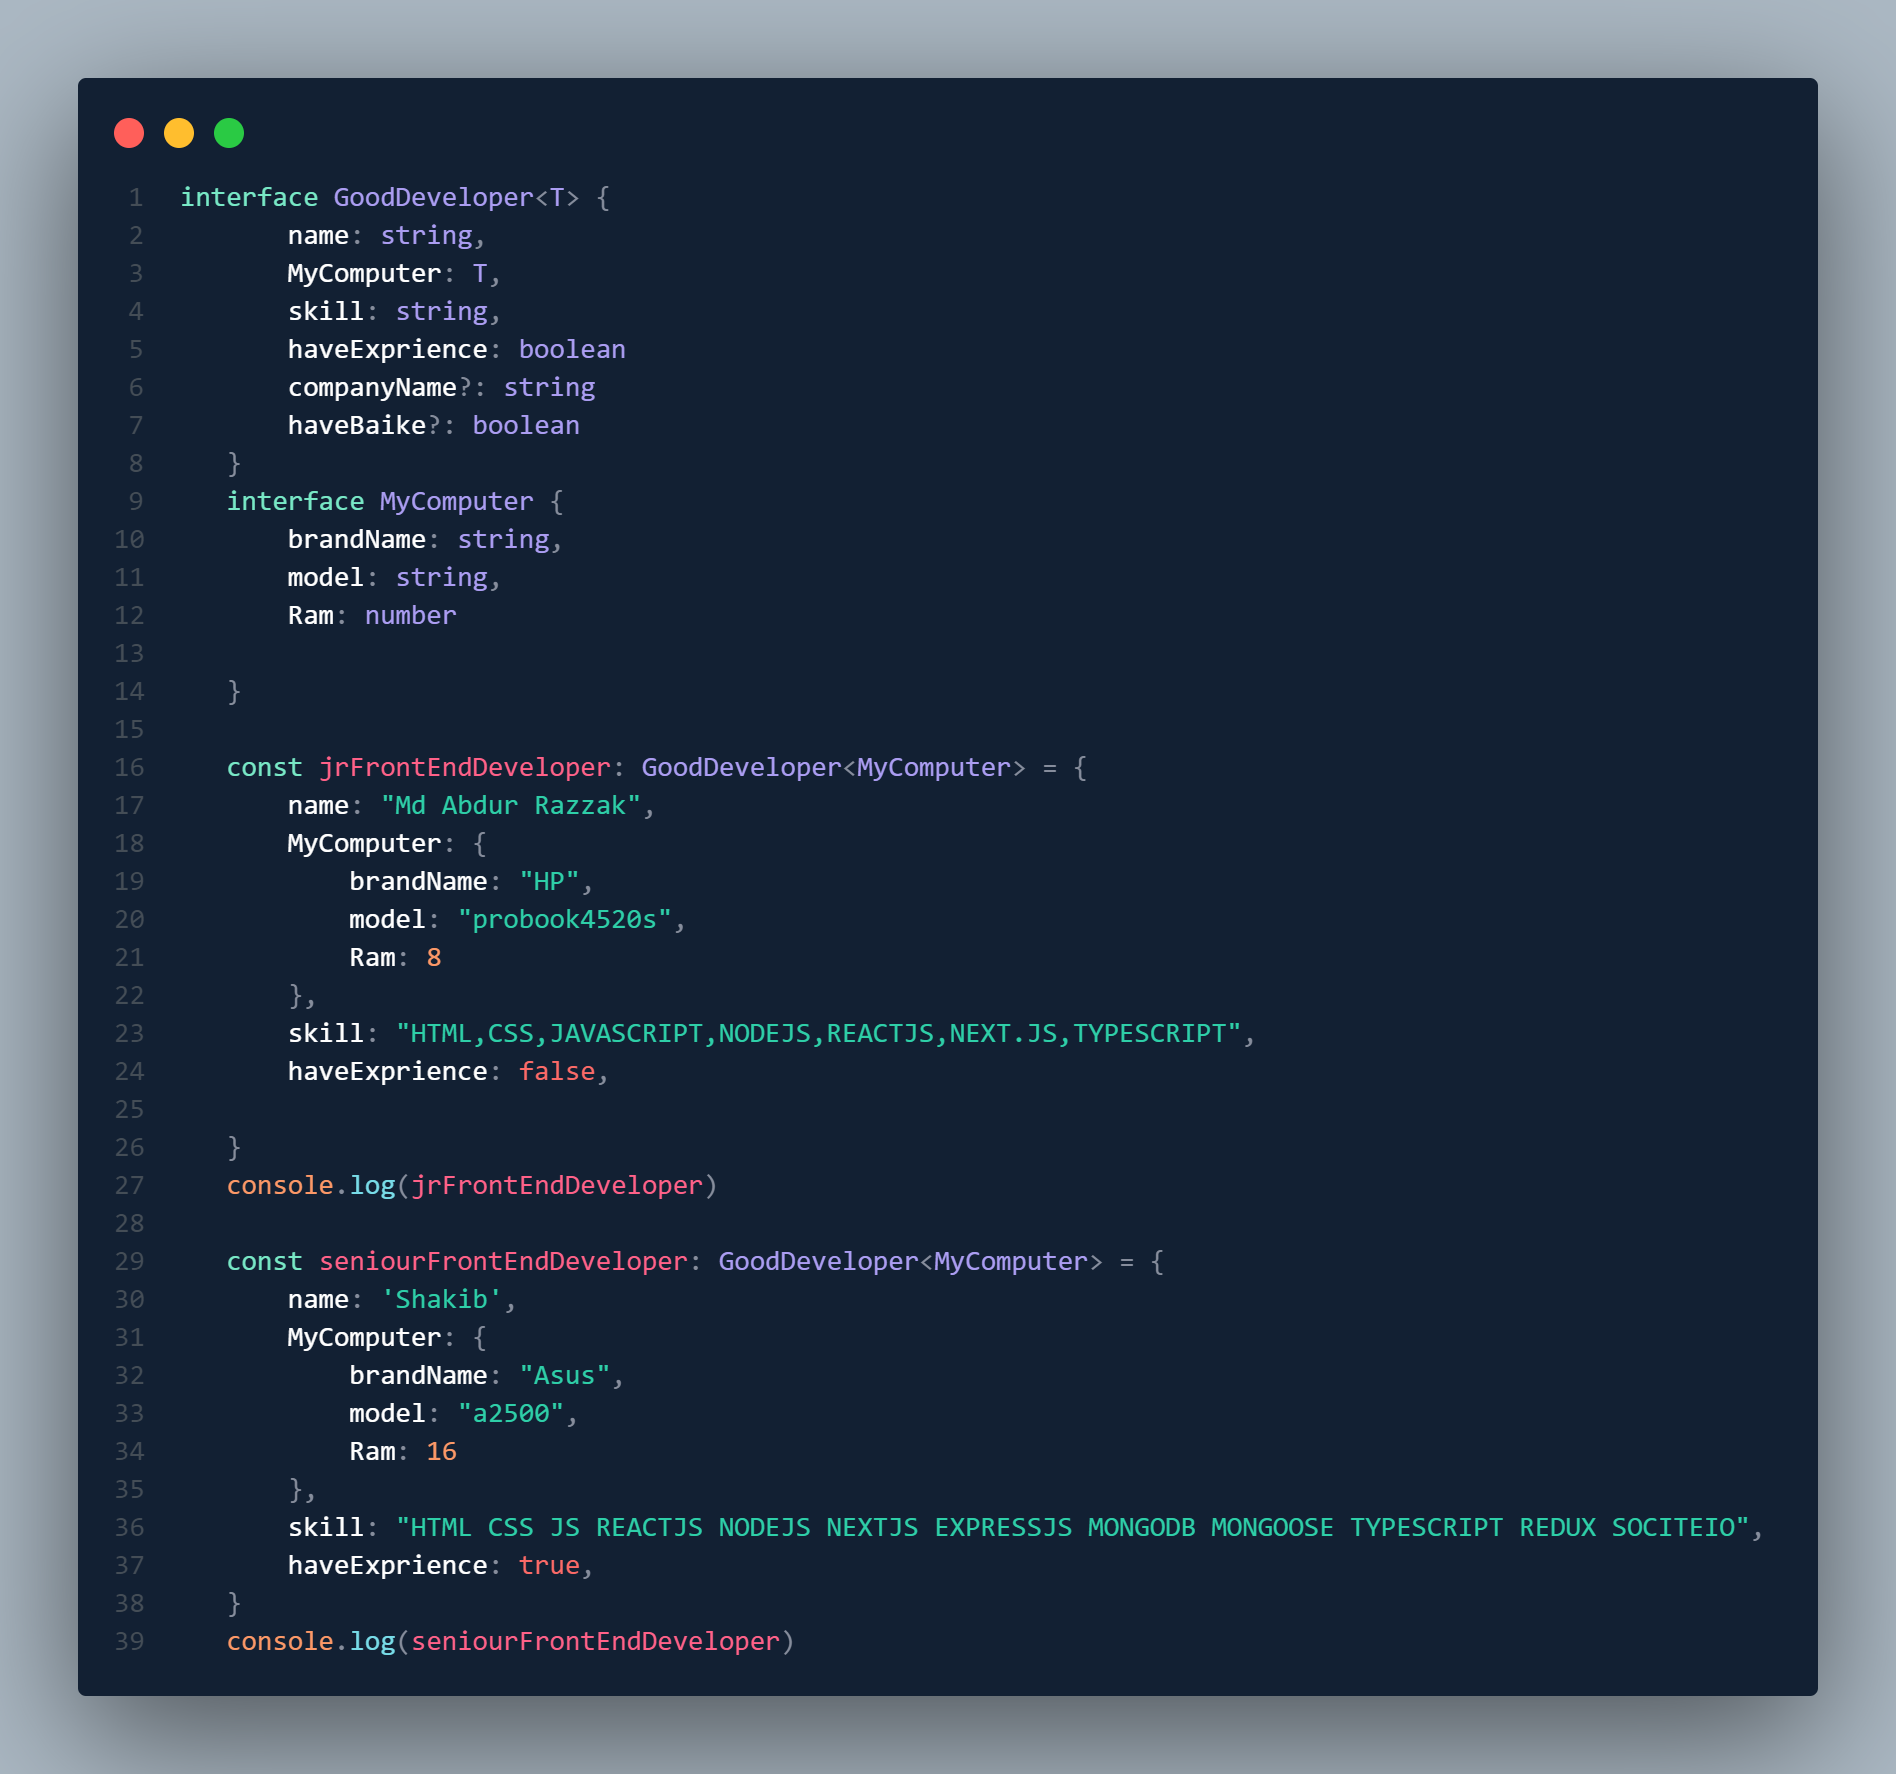 1 interface GoodDeveloper<T> {
2 name: string,
3 MyComputer: T,
4 skill: string,
5 haveExprience: boolean
6 companyName?: string
7 haveBaike?: boolean
8 }
9 interface MyComputer {
10 brandName: string,
11 model: string,
12 Ram: number
13
14 }
15
16 const jrFrontEndDeveloper: GoodDeveloper<MyComputer> = {
17 name: "Md Abdur Razzak",
18 MyComputer: {
19 brandName: "HP",
20 model: "probook4520s",
21 Ram: 8
22 },
23 skill: "HTML,CSS,JAVASCRIPT,NODEJS,REACTJS,NEXT.JS,TYPESCRIPT",
24 haveExprience: false,
25
26 }
27 console.log(jrFrontEndDeveloper)
28
29 const seniourFrontEndDeveloper: GoodDeveloper<MyComputer> = {
30 name: 'Shakib',
31 MyComputer: {
32 brandName: "Asus",
33 model: "a2500",
34 Ram: 16
35 },
36 skill: "HTML CSS JS REACTJS NODEJS NEXTJS EXPRESSJS MONGODB MONGOOSE TYPESCRIPT REDUX SOCITEIO",
37 haveExprience: true,
38 }
39 console.log(seniourFrontEndDeveloper)